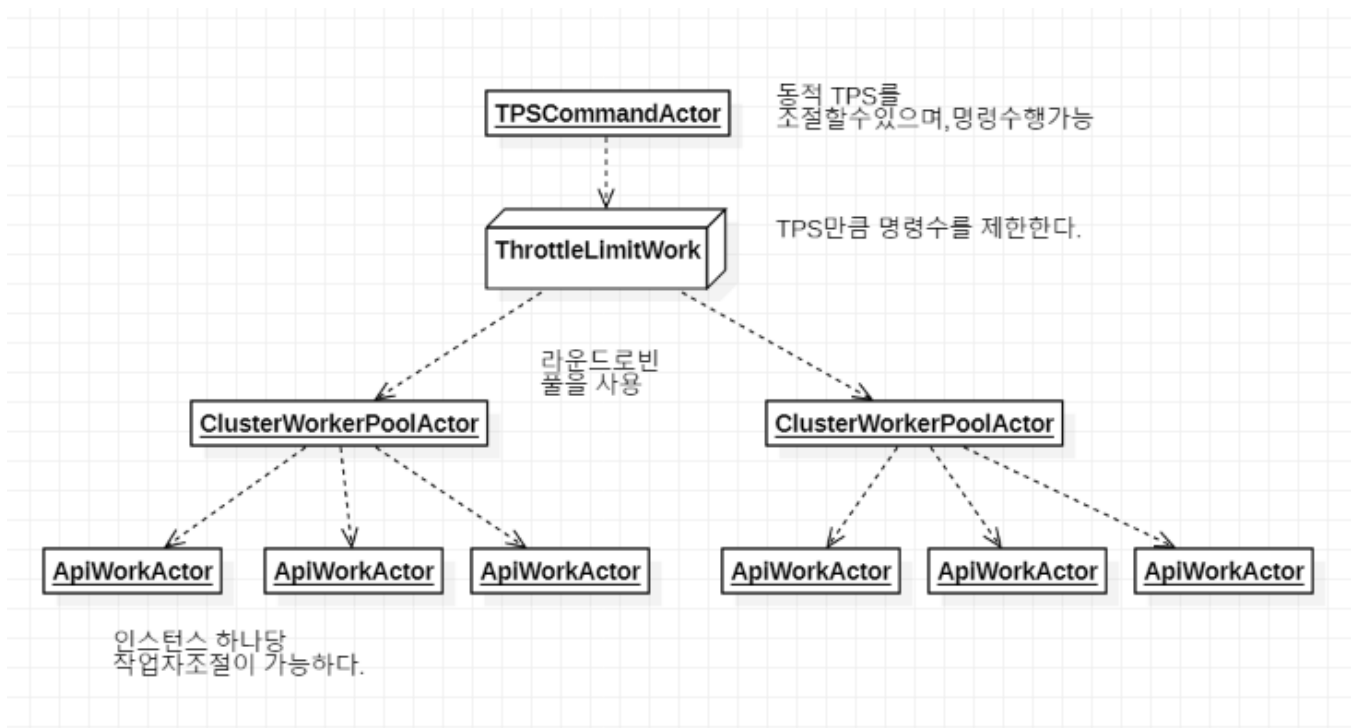 TPSCommandActor
동적 TPS를
조절할수있으며,명령수행가능
ThrottleLimitWork
TPS만큼 명령수를 제한한다.
라운드로빈
풀을 사용
ClusterWorkerPoolActor
ClusterWorkerPoolActor
ApiWorkActor
ApiWorkActor
ApiWorkActor
ApiWorkActor
ApiWorkActor
ApiWorkActor
인스턴스 하나당
작업자조절이 가능하다.